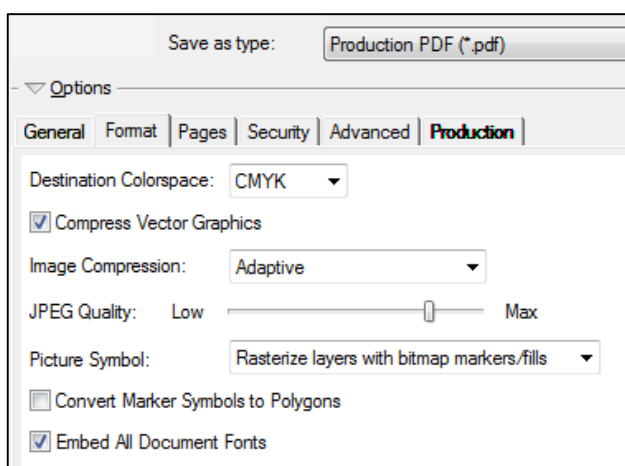 Save as type: Production PDF (*.pdf)
Options
General Format Pages Security Advanced Production
Destination Colorspace: CMYK
Compress Vector Graphics
Image Compression: Adaptive
JPEG Quality: Low Max
Picture Symbol: Rasterize layers with bitmap markers/fills
Convert Marker Symbols to Polygons
Embed All Document Fonts